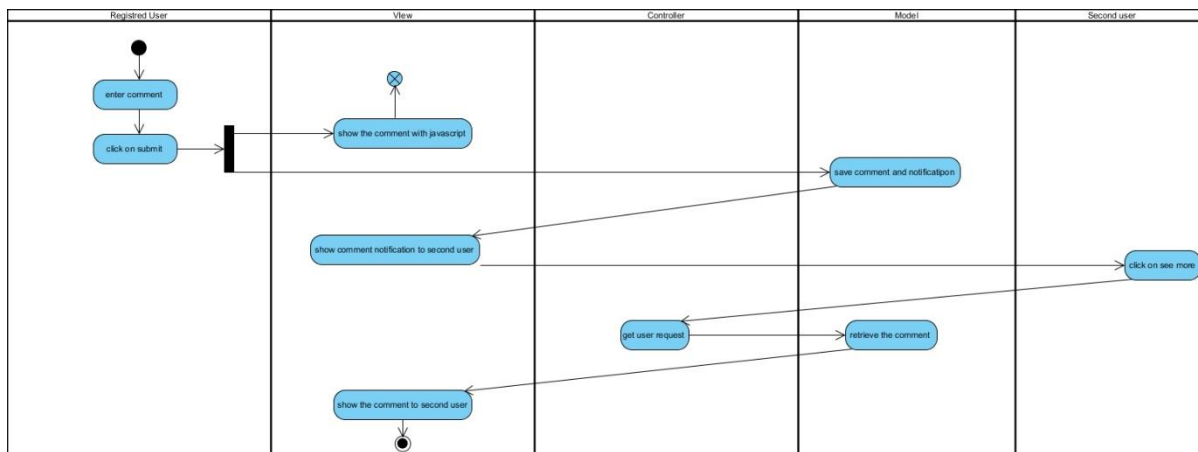 Registred User
VIew
Controller
Model
Second user
enter comment
show the comment with javascript
click on submit
save comment and notificatipon
show comment notification to second user
click on see more
get user request
retrieve the comment
show the comment to second user